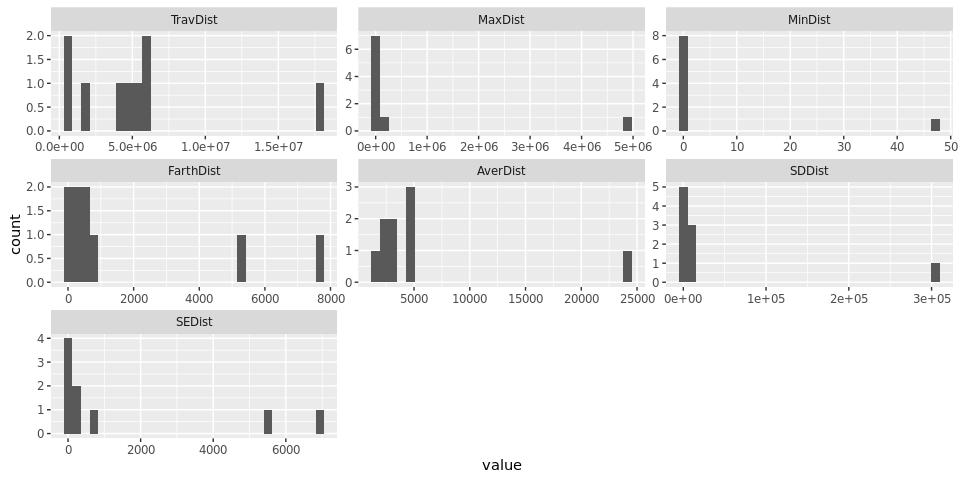 TravDist MaxDist MinDist
2.0
1.5
1.0
0.5
0.0
0.0e+00 5.0e+06 1.0e+07 1.5e+07
6
4
2
0
0e+00 1e+06 2e+06 3e+06 4e+06 5e+06
8
6
4
2
0
0 10 20 30 40 50
FarthDist AverDist SDDist
2.0
1.5
1.0
0.5
0.0
0 2000 4000 6000 8000
3
2
1
0
5000 10000 15000 20000 25000
5
4
3
2
1
0
0e+00 1e+05 2e+05 3e+05
SEDist
4
3
2
1
0
0 2000 4000 6000
count
value